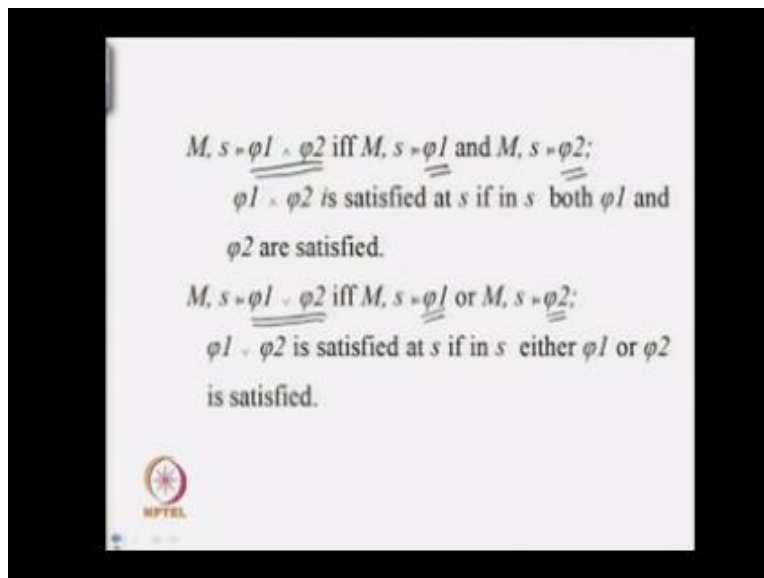 M, s ⊨ φ1 ∧ φ2 iff M, s ⊨ φ1 and M, s ⊨ φ2;
φ1 ∧ φ2 is satisfied at s if in s both φ1 and
φ2 are satisfied.
M, s ⊨ φ1 ∨ φ2 iff M, s ⊨ φ1 or M, s ⊨ φ2;
φ1 ∨ φ2 is satisfied at s if in s either φ1 or φ2
is satisfied.
NPTEL